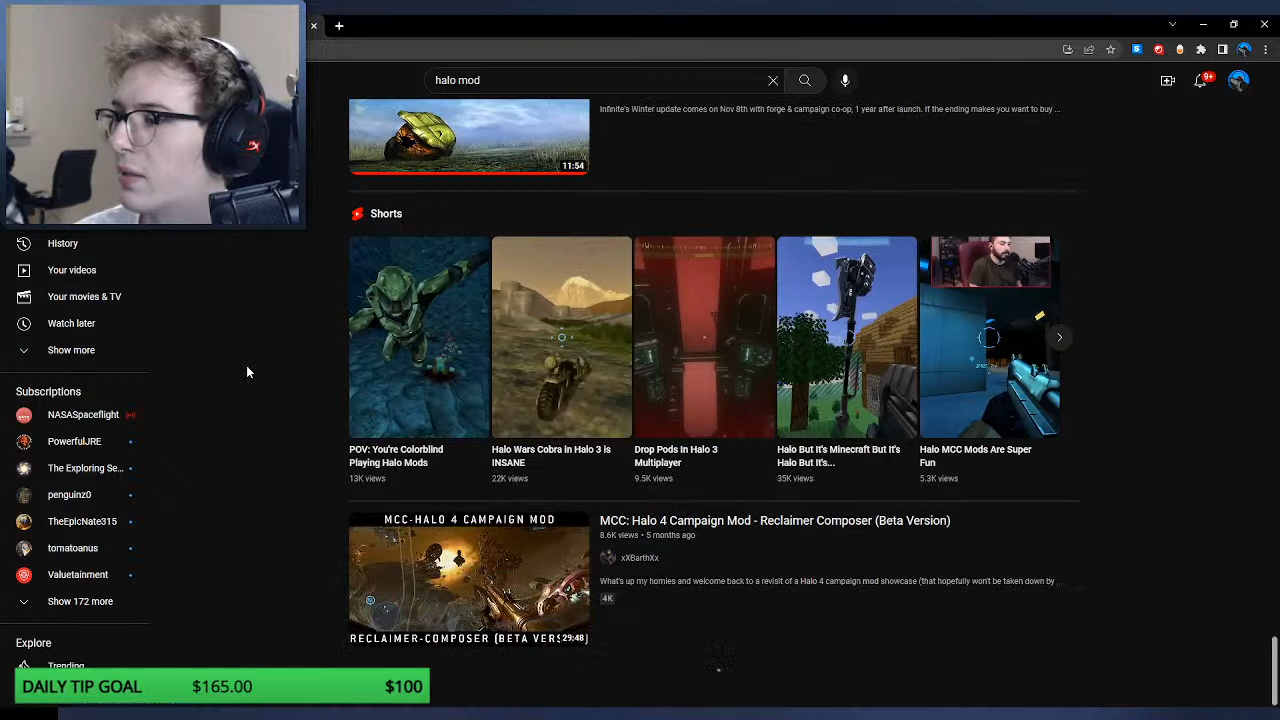 halo mod
9+
Infinite's Winter update comes on Nov 8th with forge & campaign co-op, 1 year after launch. If the ending makes you want to buy ...
11:54
Shorts
History
Your videos
Your movies & TV
Watch later
Show more
Subscriptions
NASASpaceflight
PowerfulJRE
The Exploring Se...
penguinz0
TheEpicNate315
tomatoanus
Valuetainment
Show 172 more
Explore
Trending
POV: You're Colorblind
Playing Halo Mods
13K views
Halo Wars Cobra in Halo 3 is
INSANE
22K views
Drop Pods In Halo 3
Multiplayer
9.5K views
Halo But It's Minecraft But It's
Halo But It's...
35K views
Halo MCC Mods Are Super
Fun
5.3K views
MCC-HALO 4 CAMPAIGN MOD
RECLAIMER-COMPOSER (BETA VERS
29:48
MCC: Halo 4 Campaign Mod - Reclaimer Composer (Beta Version)
8.6K views • 5 months ago
xXBarthXx
What's up my homies and welcome back to a revisit of a Halo 4 campaign mod showcase (that hopefully won't be taken down by ...
4K
DAILY TIP GOAL $165.00 $100